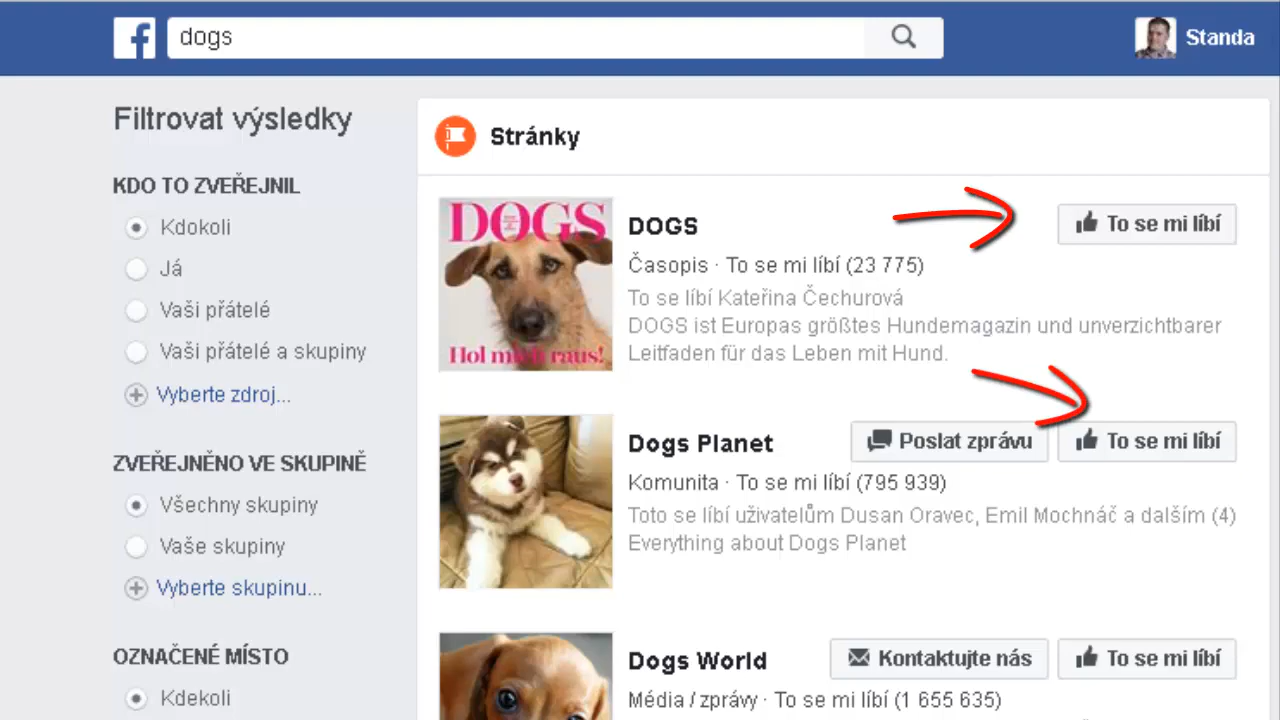 dogs
Standa
Filtrovat výsledky
KDO TO ZVEŘEJNIL
Kdokoli
Já
Vaši přátelé
Vaši přátelé a skupiny
Vyberte zdroj...
ZVEŘEJNĚNO VE SKUPINĚ
Všechny skupiny
Vaše skupiny
Vyberte skupinu...
OZNAČENÉ MÍSTO
Kdekoli
Stránky
DOGS
Hol mich raus!
DOGS
To se mi líbí
Časopis · To se mi líbí (23 775)
To se líbí Kateřina Čechurová
DOGS ist Europas größtes Hundemagazin und unverzichtbarer
Leitfaden für das Leben mit Hund.
Dogs Planet
Poslat zprávu
To se mi líbí
Komunita · To se mi líbí (795 939)
Toto se líbí uživatelům Dusan Oravec, Emil Mochnáč a dalším (4)
Everything about Dogs Planet
Dogs World
Kontaktujte nás
To se mi líbí
Média / zprávy · To se mi líbí (1 655 635)